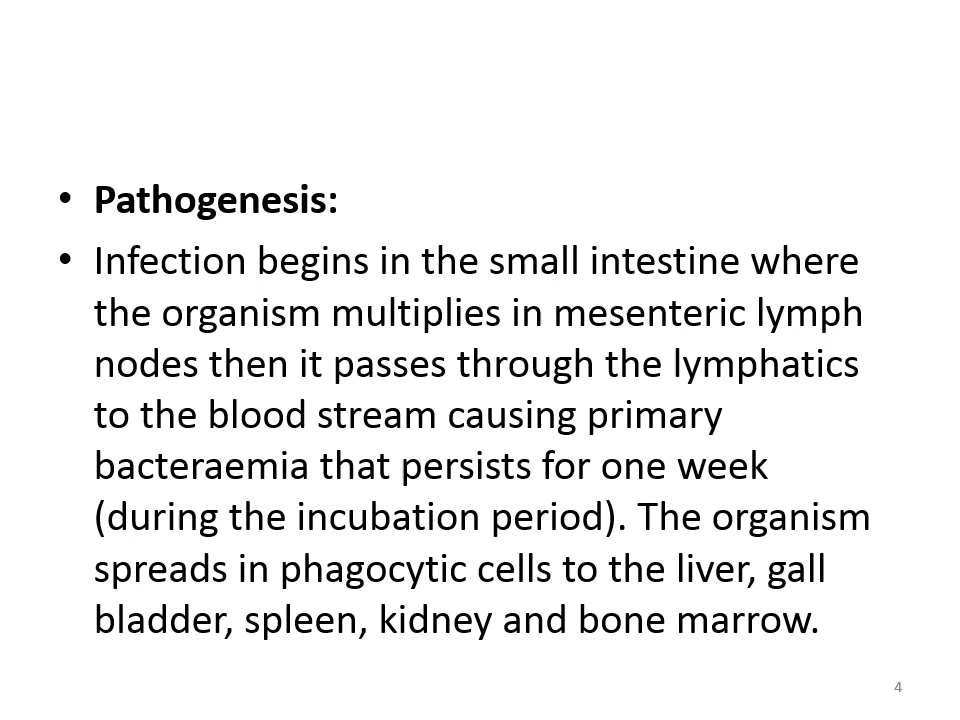 • Pathogenesis:
• Infection begins in the small intestine where
the organism multiplies in mesenteric lymph
nodes then it passes through the lymphatics
to the blood stream causing primary
bacteraemia that persists for one week
(during the incubation period). The organism
spreads in phagocytic cells to the liver, gall
bladder, spleen, kidney and bone marrow.
4